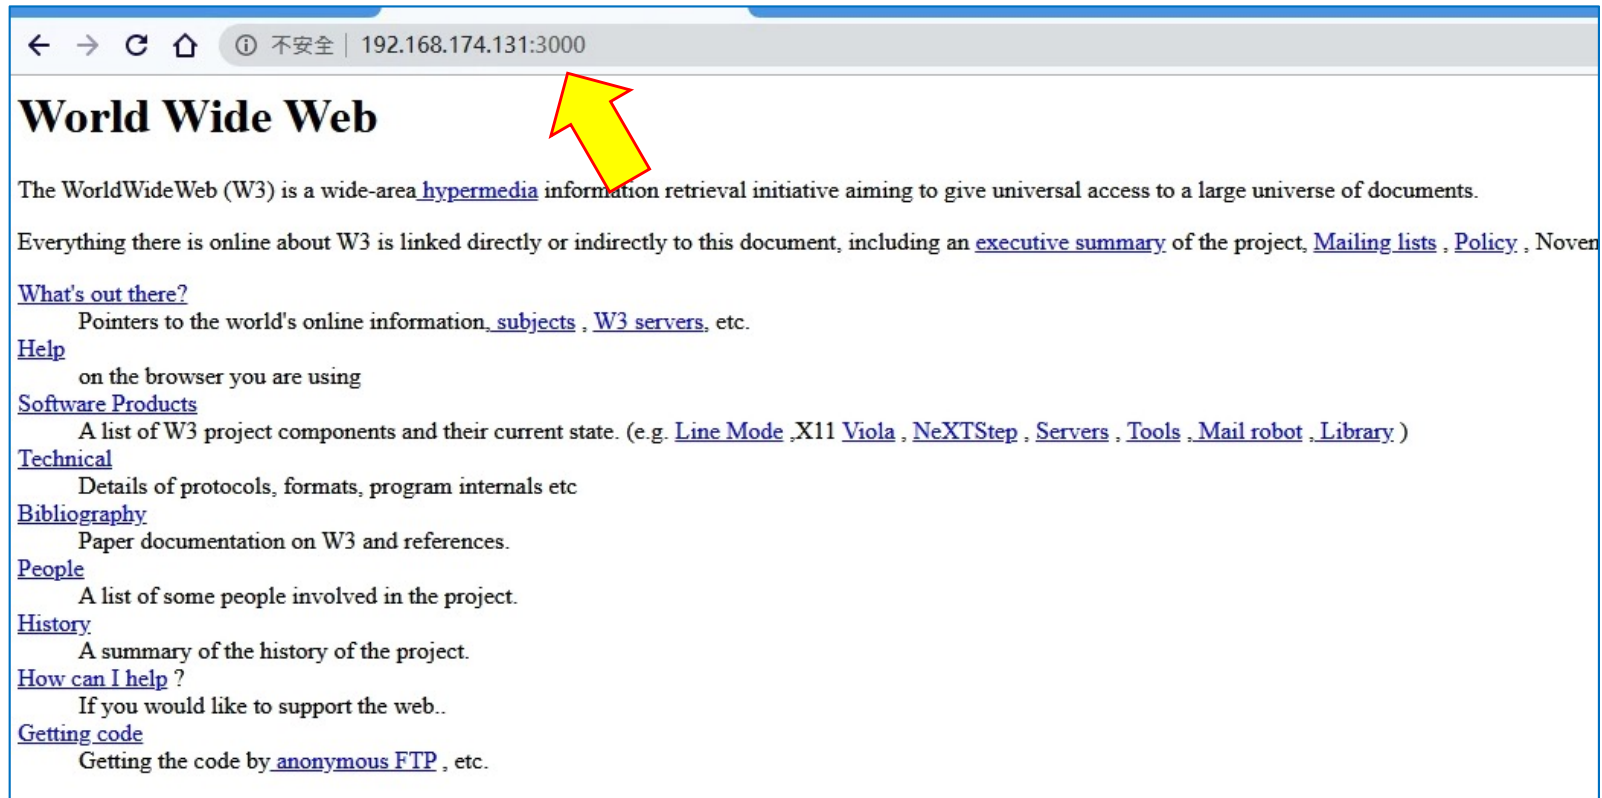 不安全 192.168.174.131:3000
World Wide Web
The WorldWideWeb (W3) is a wide-area hypermedia information retrieval initiative aiming to give universal access to a large universe of documents.
Everything there is online about W3 is linked directly or indirectly to this document, including an executive summary of the project, Mailing lists , Policy , Noven
What's out there?
Pointers to the world's online information, subjects , W3 servers, etc.
Help
on the browser you are using
Software Products
A list of W3 project components and their current state. (e.g. Line Mode ,X11 Viola , NeXTStep , Servers , Tools , Mail robot , Library )
Technical
Details of protocols, formats, program internals etc
Bibliography
Paper documentation on W3 and references.
People
A list of some people involved in the project.
History
A summary of the history of the project.
How can I help ?
If you would like to support the web..
Getting code
Getting the code by anonymous FTP , etc.